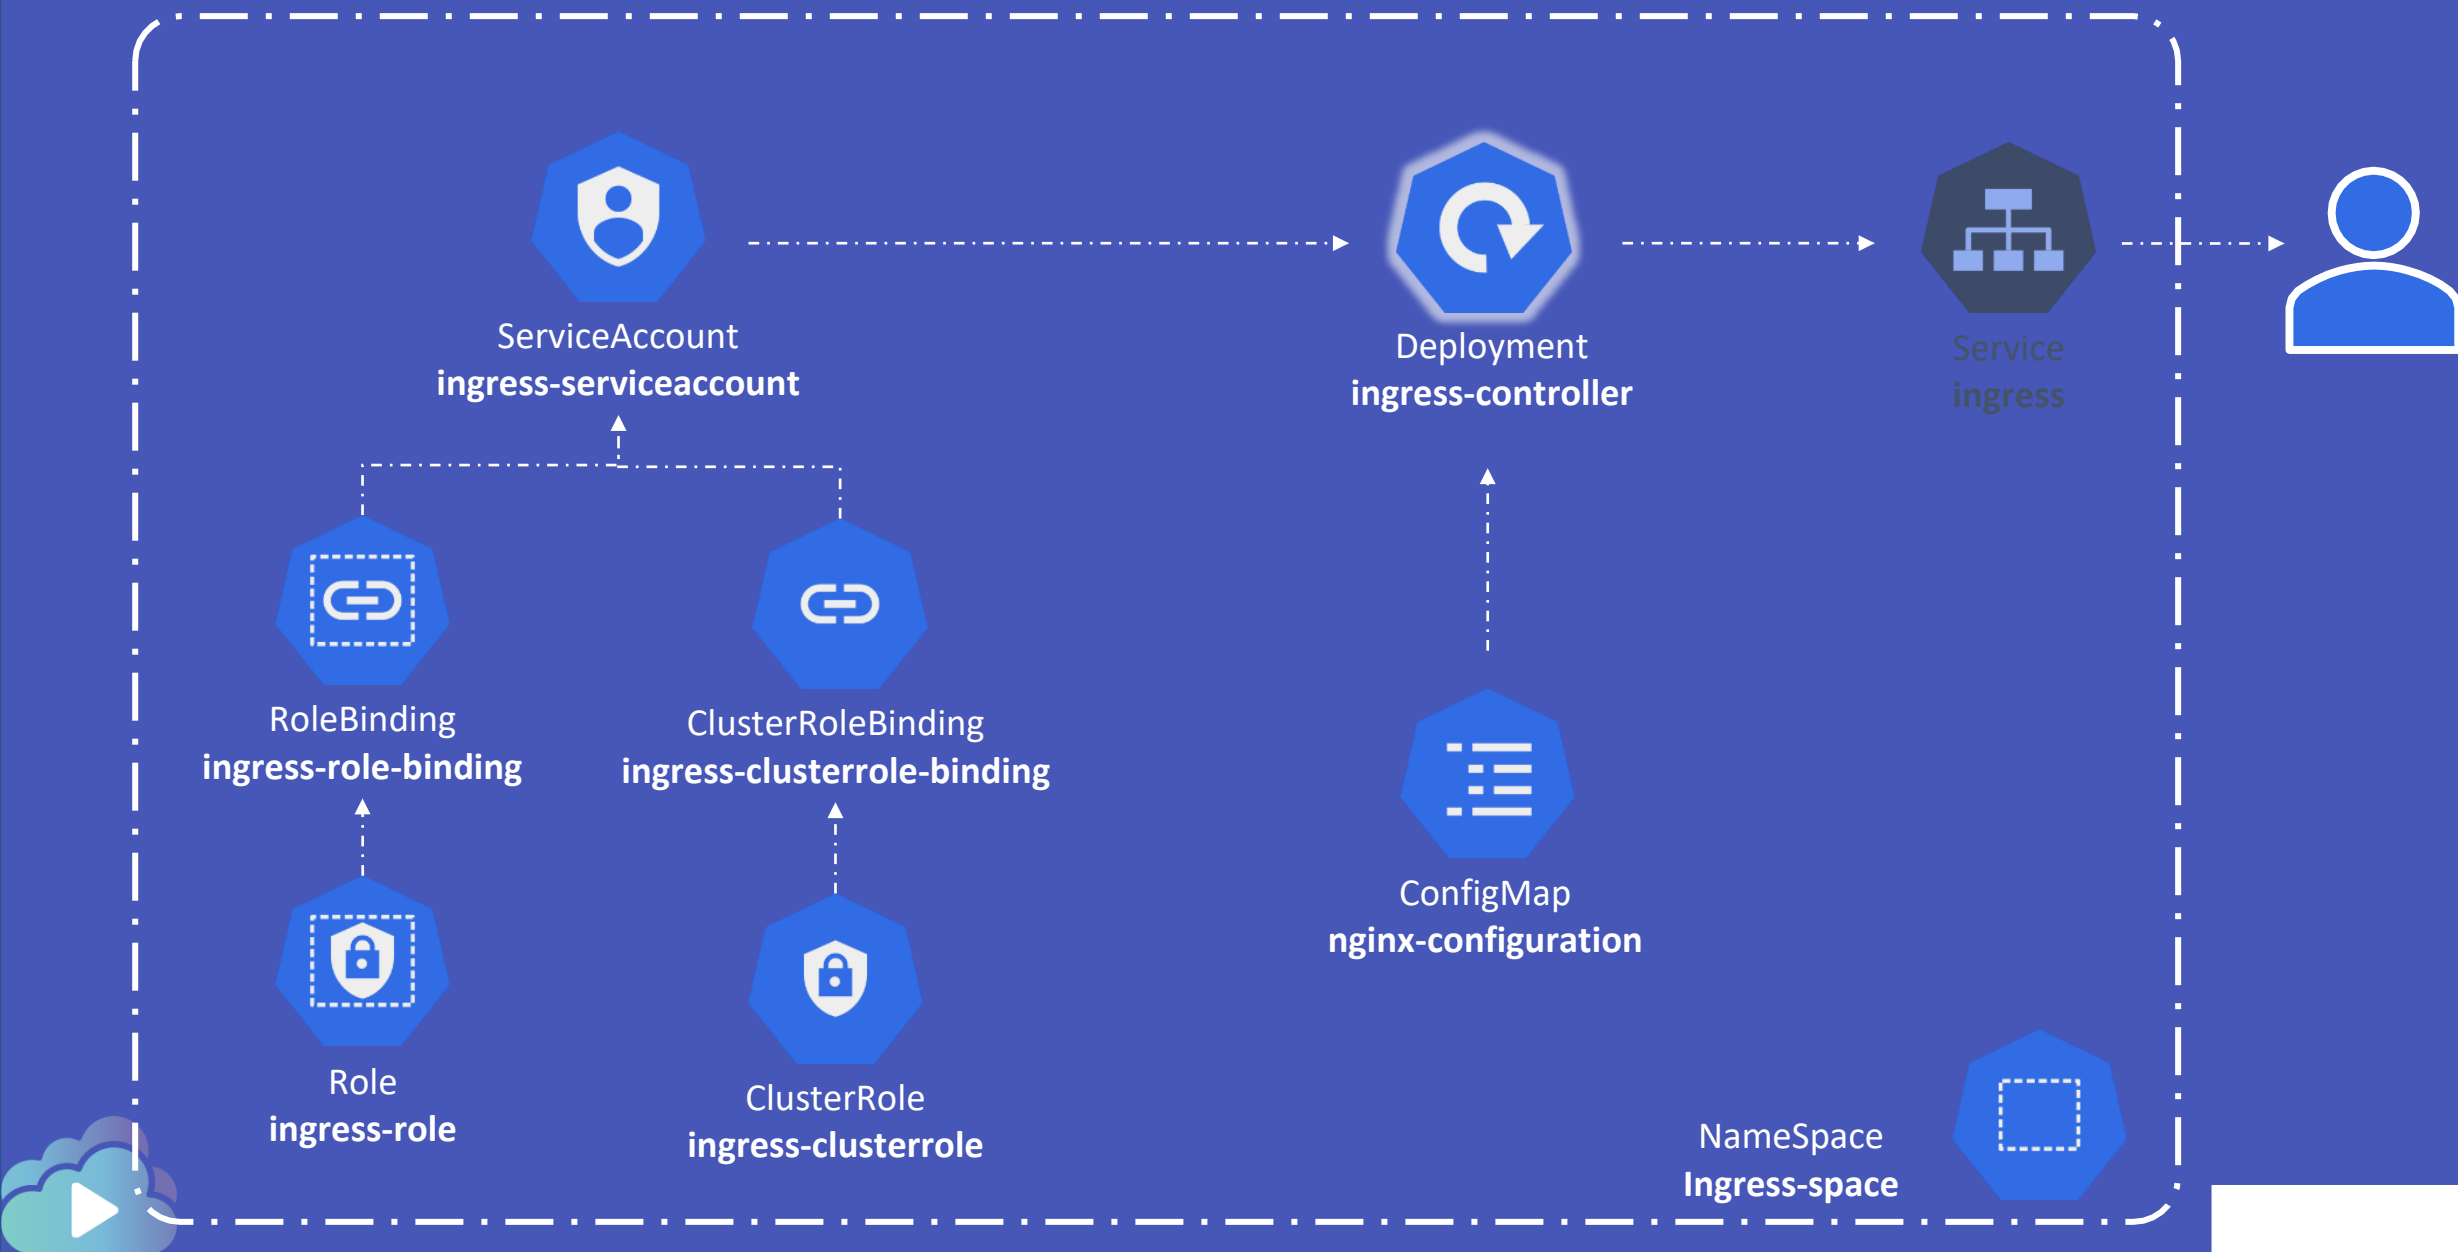 ServiceAccount
ingress-serviceaccount
Deployment
ingress-controller
Service
ingress
RoleBinding
ingress-role-binding
ClusterRoleBinding
ingress-clusterrole-binding
ConfigMap
nginx-configuration
Role
ingress-role
ClusterRole
ingress-clusterrole
NameSpace
Ingress-space